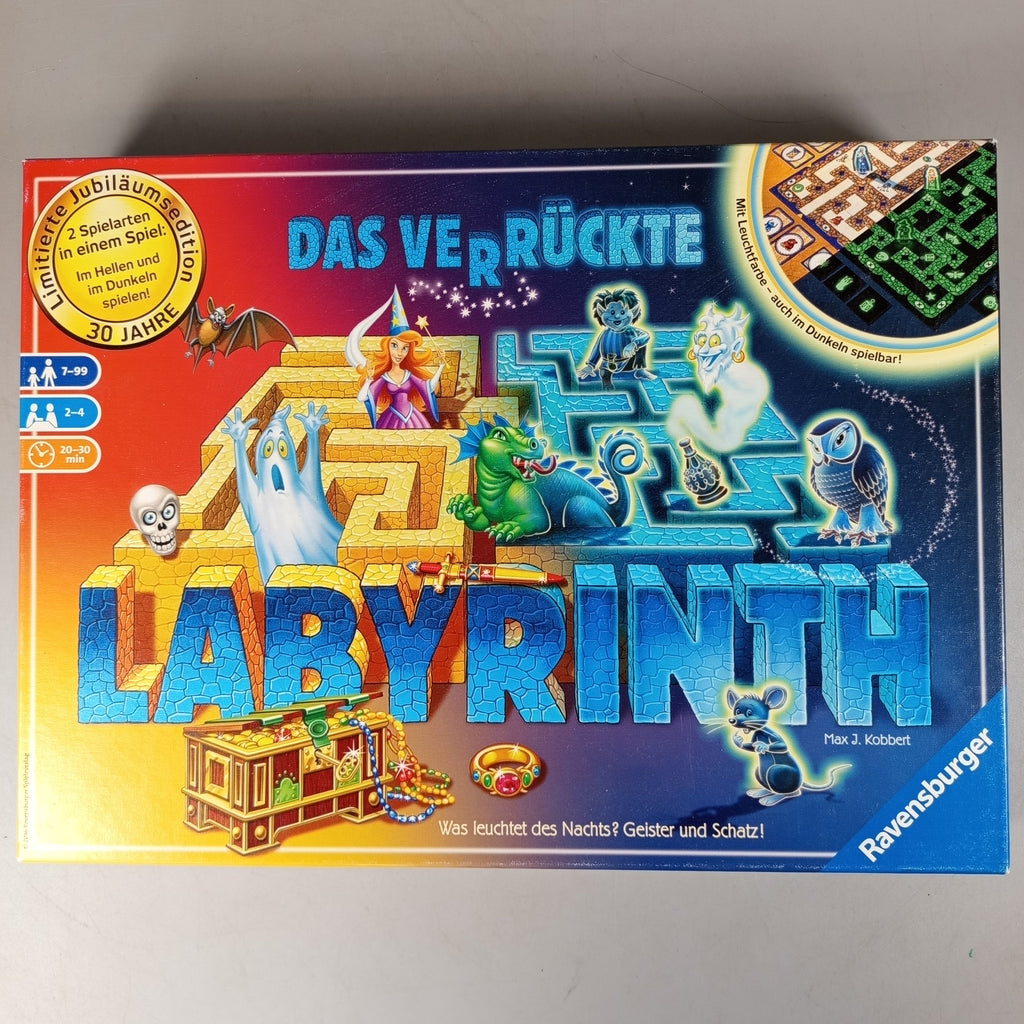 Limitierte Jubiläumsedition
2 Spielarten
in einem Spiel:
Im Hellen und
im Dunkeln
spielen!
30 JAHRE
DAS VERRÜCKTE
Mit Leuchtfarbe – auch im Dunkeln spielbar!
7–99
2–4
20–30
min
LABYRINTH
Max J. Kobbert
Ravensburger
Was leuchtet des Nachts? Geister und Schatz!